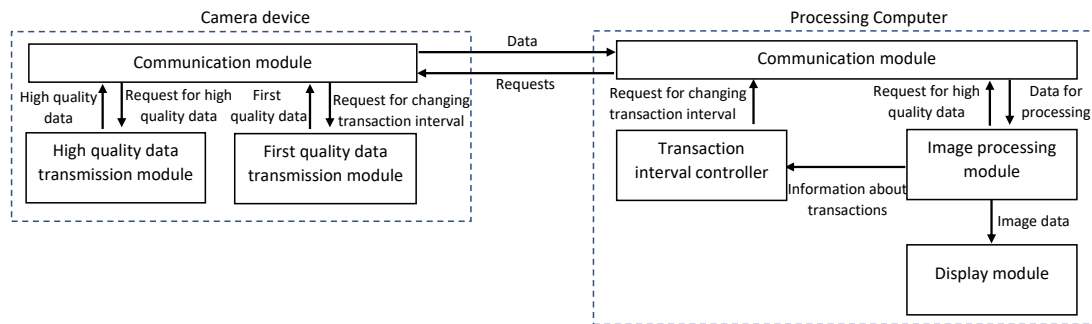 Camera device
Processing Computer
Communication module
Data
Requests
Communication module
High quality
data
Request for high
quality data
First
quality data
Request for changing
transaction interval
High quality data
transmission module
First quality data
transmission module
Request for changing
transaction interval
Request for high
quality data
Data for
processing
Transaction
interval controller
Information about
transactions
Image processing
module
Image data
Display module